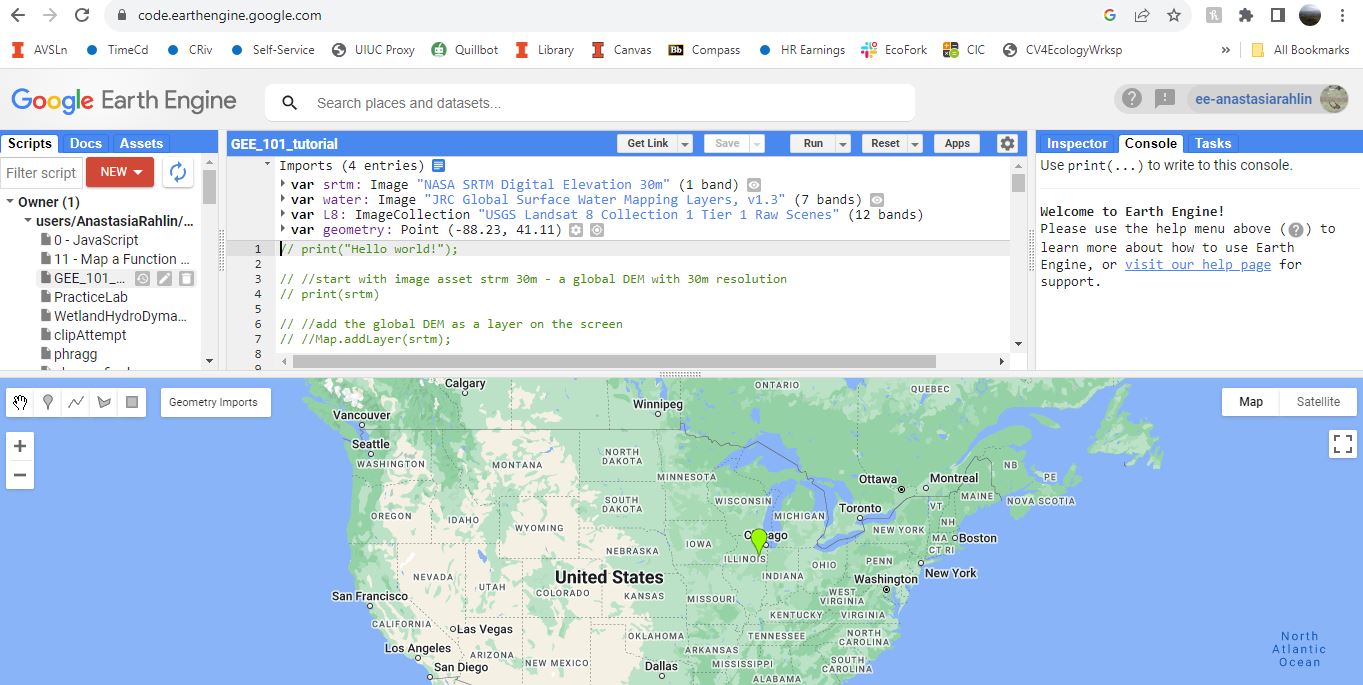 code.earthengine.google.com
AVSLn TimeCd CRiv Self-Service UIUC Proxy Quillbot Library Canvas Bb Compass HR Earnings EcoFork CIC CV4EcologyWrksp » All Bookmarks
Google Earth Engine
Search places and datasets...
ee-anastasiarahlin
Scripts Docs Assets
Filter script NEW
Owner (1)
users/AnastasiaRahlin/...
0 - JavaScript
11 - Map a Function ...
GEE_101_...
PracticeLab
WetlandHydroDyma...
clipAttempt
phragg
GEE_101_tutorial
Get Link Save Run Reset Apps
Imports (4 entries)
var srtm: Image "NASA SRTM Digital Elevation 30m" (1 band)
var water: Image "JRC Global Surface Water Mapping Layers, v1.3" (7 bands)
var L8: ImageCollection "USGS Landsat 8 Collection 1 Tier 1 Raw Scenes" (12 bands)
var geometry: Point (-88.23, 41.11)
1 // print("Hello world!");
2
3 // //start with image asset strm 30m - a global DEM with 30m resolution
4 // print(srtm)
5
6 // //add the global DEM as a layer on the screen
7 // //Map.addLayer(srtm);
8
Inspector Console Tasks
Use print(...) to write to this console.
Welcome to Earth Engine!
Please use the help menu above (?) to
learn more about how to use Earth
Engine, or visit our help page for
support.
Geometry Imports
Map Satellite
+
−
Calgary
ONTARIO
QUEBEC
Winnipeg
Vancouver
Seattle
WASHINGTON
MONTANA
NORTH
DAKOTA
MINNESOTA
Ottawa
Montreal
NB
PE
MAINE
NOVA SCOTIA
SOUTH
DAKOTA
WISCONSIN
MICHIGAN
Toronto
VT
NH
OREGON
IDAHO
WYOMING
NEW YORK
MA
Boston
CT RI
IOWA
Chicago
NEBRASKA
ILLINOIS
OHIO
PENN
INDIANA
New York
NEVADA
UTAH
United States
COLORADO
KANSAS
MISSOURI
WEST
VIRGINIA
Washington
San Francisco
KENTUCKY
VIRGINIA
CALIFORNIA
Las Vegas
OKLAHOMA
TENNESSEE
NORTH
CAROLINA
Los Angeles
ARIZONA
NEW MEXICO
ARKANSAS
MISSISSIPPI
SOUTH
CAROLINA
San Diego
Dallas
ALABAMA
North
Atlantic
Ocean